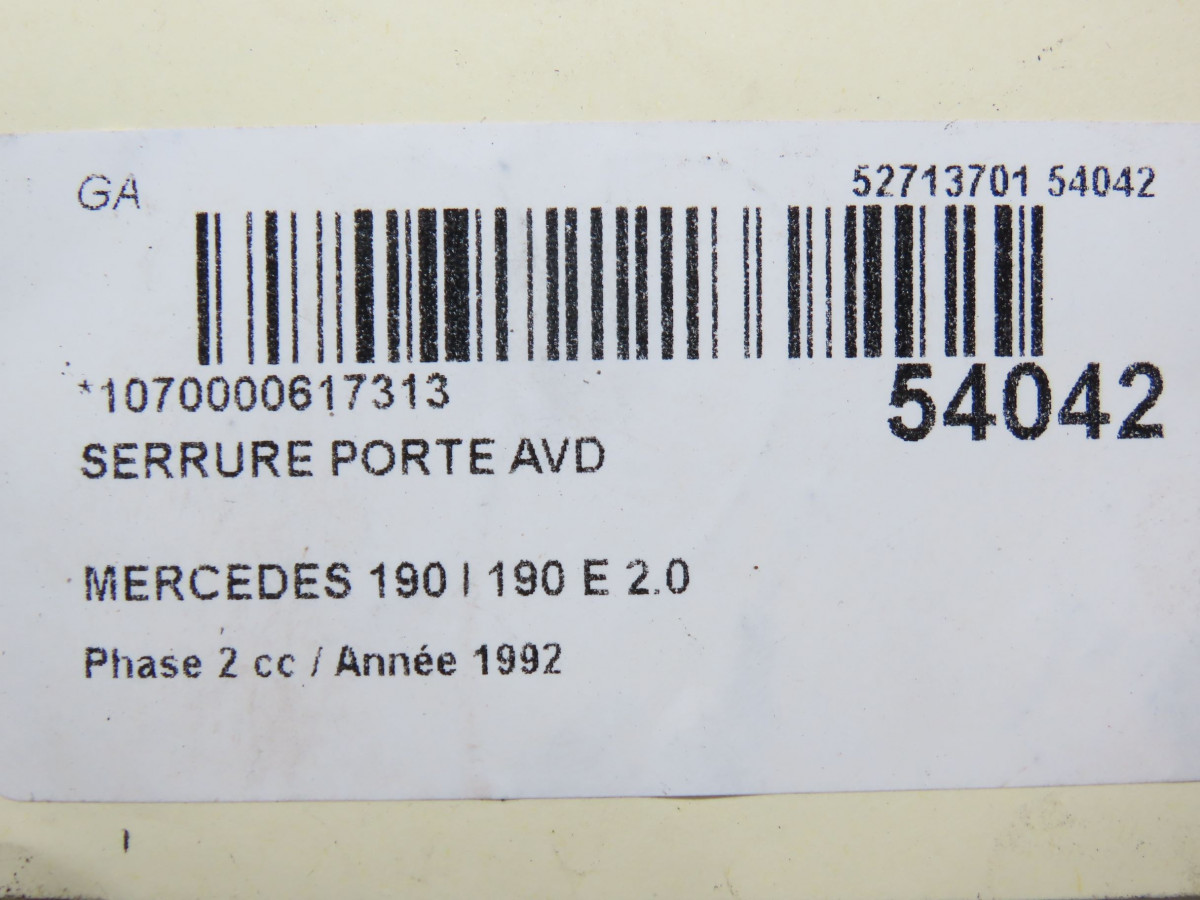 GA
52713701 54042
*1070000617313
54042
SERRURE PORTE AVD
MERCEDES 190 I 190 E 2.0
Phase 2 cc / Année 1992